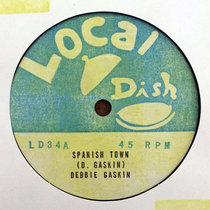 Local
Dish
LD34A 45 RPM
SPANISH TOWN
(D. GASKIN)
DEBBIE GASKIN